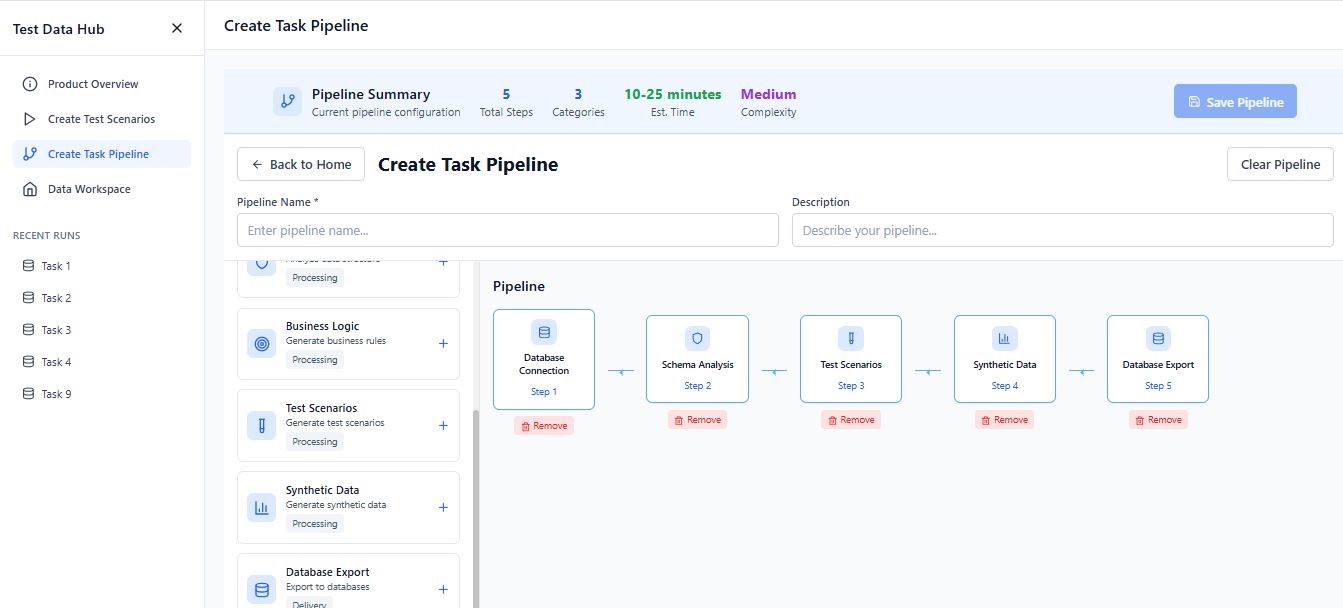 Test Data Hub
Product Overview
Create Test Scenarios
Create Task Pipeline
Data Workspace
RECENT RUNS
Task 1
Task 2
Task 3
Task 4
Task 9
Create Task Pipeline
Pipeline Summary
Current pipeline configuration
5
Total Steps
3
Categories
10-25 minutes
Est. Time
Medium
Complexity
Save Pipeline
Back to Home
Create Task Pipeline
Clear Pipeline
Pipeline Name *
Enter pipeline name...
Description
Describe your pipeline...
Processing
Business Logic
Generate business rules
Processing
Test Scenarios
Generate test scenarios
Processing
Synthetic Data
Generate synthetic data
Processing
Database Export
Export to databases
Delivery
Pipeline
Database
Connection
Step 1
Remove
Schema Analysis
Step 2
Remove
Test Scenarios
Step 3
Remove
Synthetic Data
Step 4
Remove
Database Export
Step 5
Remove